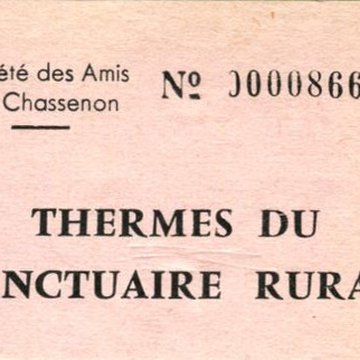 été des Amis
Chassenon
Nº 0000866
THERMES DU
NCTUAIRE RURA